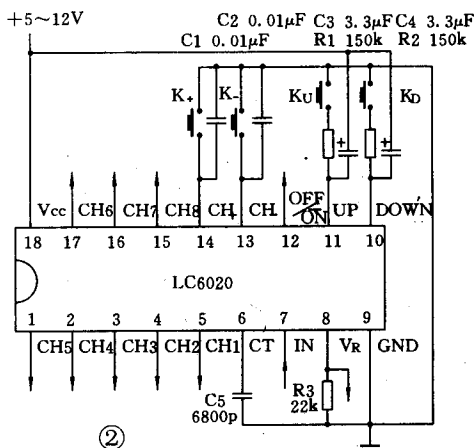 C2 0.01μF C3 3.3μF C4 3.3μF
+5~12V C1 0.01μF R1 150k R2 150k
K+ K- KU KD
Vcc CH6 CH7 CH8 CH+ CH- OFF/ON UP DOWN
18 17 16 15 14 13 12 11 10
LC6020
1 2 3 4 5 6 7 8 9
CH5 CH4 CH3 CH2 CH1 CT IN VR GND
C5 6800p
R3 22k
②